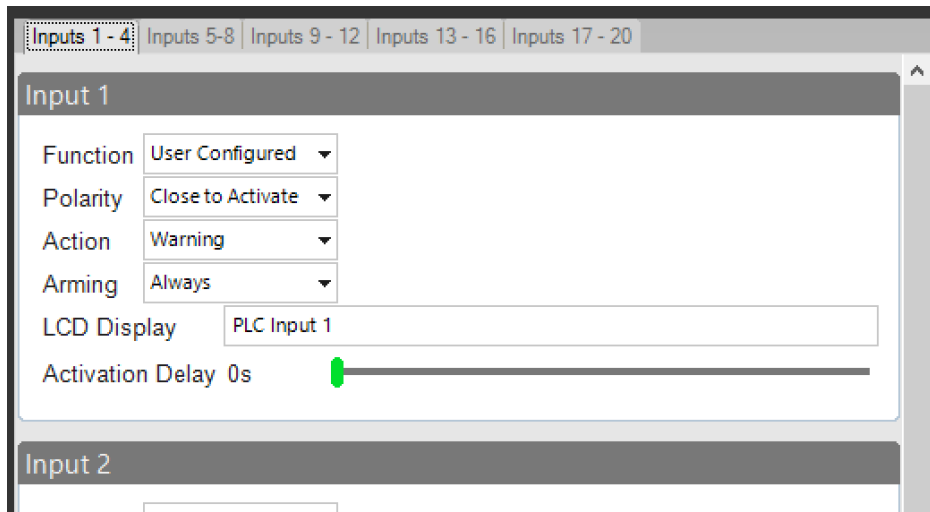 Inputs 1 - 4 Inputs 5-8 Inputs 9 - 12 Inputs 13 - 16 Inputs 17 - 20
Input 1
Function User Configured
Polarity Close to Activate
Action Warning
Arming Always
LCD Display PLC Input 1
Activation Delay 0s
Input 2